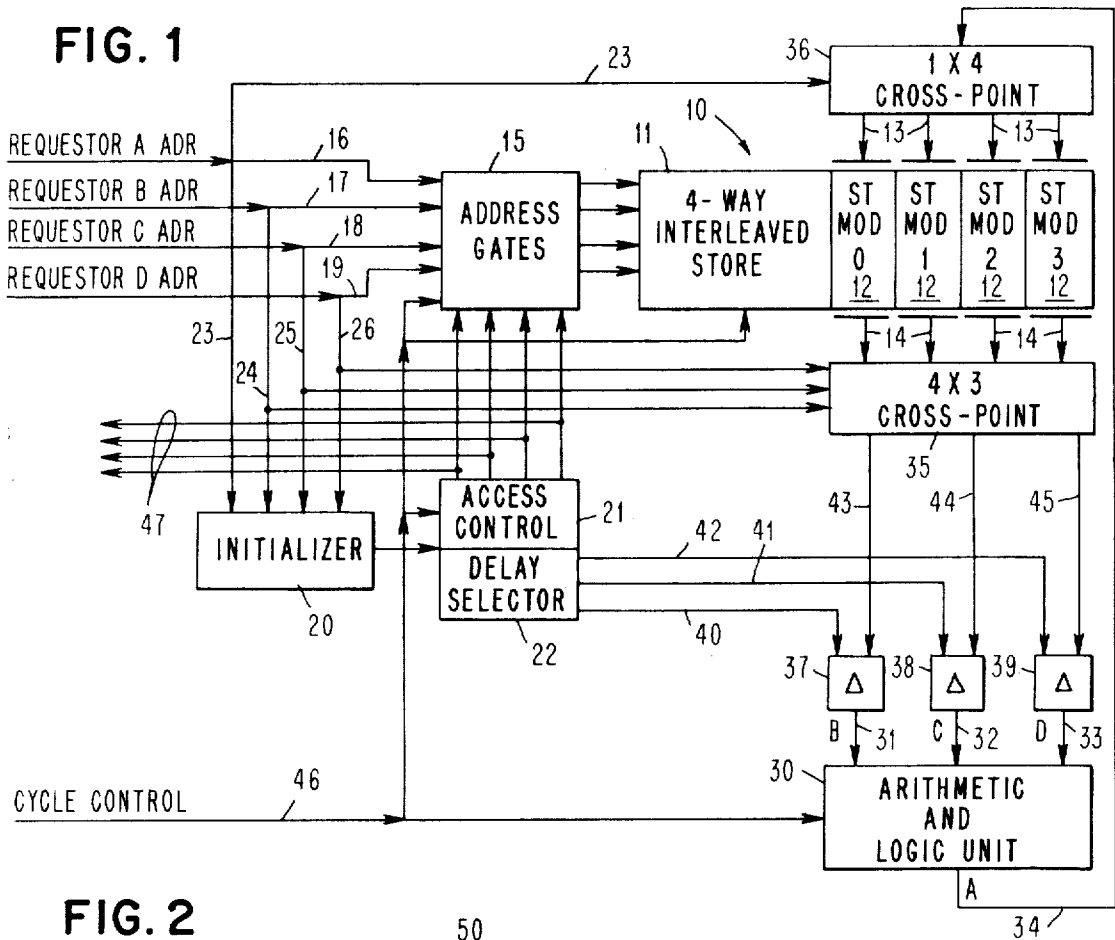 FIG. 1
36
1 X 4
CROSS-POINT
23
10
13
13
REQUESTOR A ADR
16
15
11
REQUESTOR B ADR
17
REQUESTOR C ADR
18
REQUESTOR D ADR
19
ADDRESS
GATES
4-WAY
INTERLEAVED
STORE
ST
MOD
0
12
ST
MOD
1
12
ST
MOD
2
12
ST
MOD
3
12
23
24
25
26
14
14
4 X 3
CROSS-POINT
35
47
43
44
45
ACCESS
CONTROL
21
INITIALIZER
20
DELAY
SELECTOR
22
42
41
40
37
Δ
38
Δ
39
Δ
B
31
C
32
D
33
CYCLE CONTROL
46
30
ARITHMETIC
AND
LOGIC UNIT
A
34
FIG. 2
50